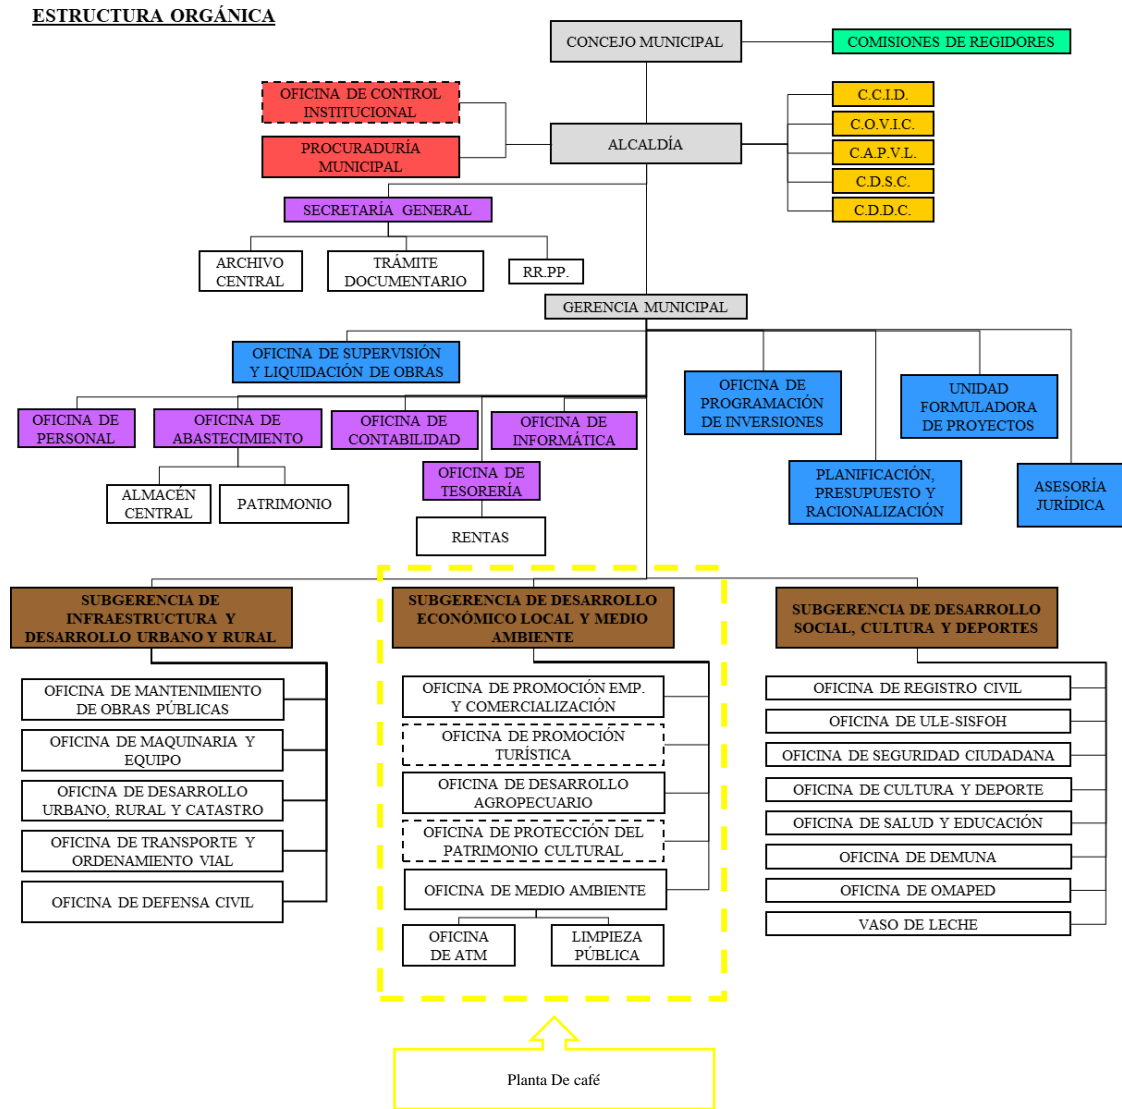 ESTRUCTURA ORGÁNICA
CONCEJO MUNICIPAL
COMISIONES DE REGIDORES
OFICINA DE CONTROL
INSTITUCIONAL
PROCURADURÍA
MUNICIPAL
ALCALDÍA
C.C.I.D.
C.O.V.I.C.
C.A.P.V.L.
C.D.S.C.
C.D.D.C.
SECRETARÍA GENERAL
ARCHIVO
CENTRAL
TRÁMITE
DOCUMENTARIO
RR.PP.
GERENCIA MUNICIPAL
OFICINA DE SUPERVISIÓN
Y LIQUIDACIÓN DE OBRAS
OFICINA DE
PROGRAMACIÓN
DE INVERSIONES
UNIDAD
FORMULADORA
DE PROYECTOS
OFICINA DE
PERSONAL
OFICINA DE
ABASTECIMIENTO
OFICINA DE
CONTABILIDAD
OFICINA DE
INFORMÁTICA
OFICINA DE
TESORERÍA
PLANIFICACIÓN,
PRESUPUESTO Y
RACIONALIZACIÓN
ASESORÍA
JURÍDICA
ALMACÉN
CENTRAL
PATRIMONIO
RENTAS
SUBGERENCIA DE
INFRAESTRUCTURA Y
DESARROLLO URBANO Y RURAL
OFICINA DE MANTENIMIENTO
DE OBRAS PÚBLICAS
OFICINA DE MAQUINARIA Y
EQUIPO
OFICINA DE DESARROLLO
URBANO, RURAL Y CATASTRO
OFICINA DE TRANSPORTE Y
ORDENAMIENTO VIAL
OFICINA DE DEFENSA CIVIL
SUBGERENCIA DE DESARROLLO
ECONÓMICO LOCAL Y MEDIO
AMBIENTE
OFICINA DE PROMOCIÓN EMP.
Y COMERCIALIZACIÓN
OFICINA DE PROMOCIÓN
TURÍSTICA
OFICINA DE DESARROLLO
AGROPECUARIO
OFICINA DE PROTECCIÓN DEL
PATRIMONIO CULTURAL
OFICINA DE MEDIO AMBIENTE
OFICINA
DE ATM
LIMPIEZA
PÚBLICA
SUBGERENCIA DE DESARROLLO
SOCIAL, CULTURA Y DEPORTES
OFICINA DE REGISTRO CIVIL
OFICINA DE ULE-SISFOH
OFICINA DE SEGURIDAD CIUDADANA
OFICINA DE CULTURA Y DEPORTE
OFICINA DE SALUD Y EDUCACIÓN
OFICINA DE DEMUNA
OFICINA DE OMAPED
VASO DE LECHE
Planta De café